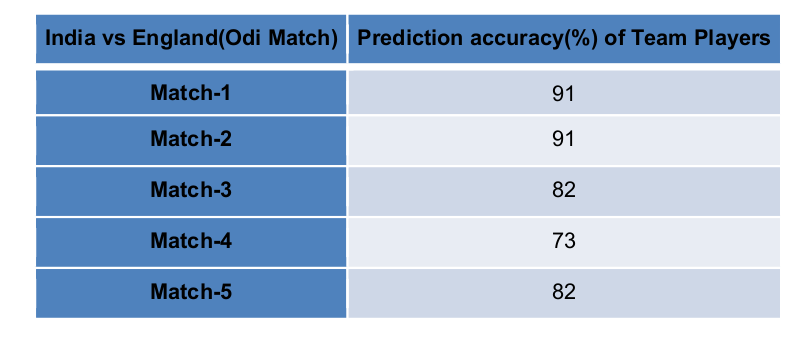 India vs England(Odi Match) Prediction accuracy(%) of Team Players
Match-1 91
Match-2 91
Match-3 82
Match-4 73
Match-5 82